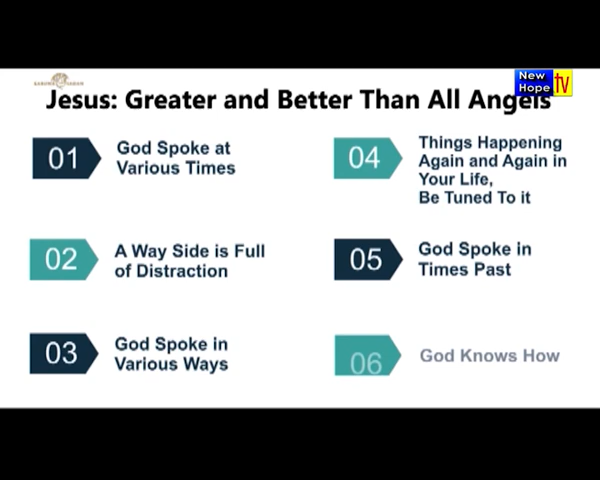 New
Hope TV
Jesus: Greater and Better Than All Angels
01
God Spoke at
Various Times
02
A Way Side is Full
of Distraction
03
God Spoke in
Various Ways
04
Things Happening
Again and Again in
Your Life,
Be Tuned To it
05
God Spoke in
Times Past
06
God Knows How